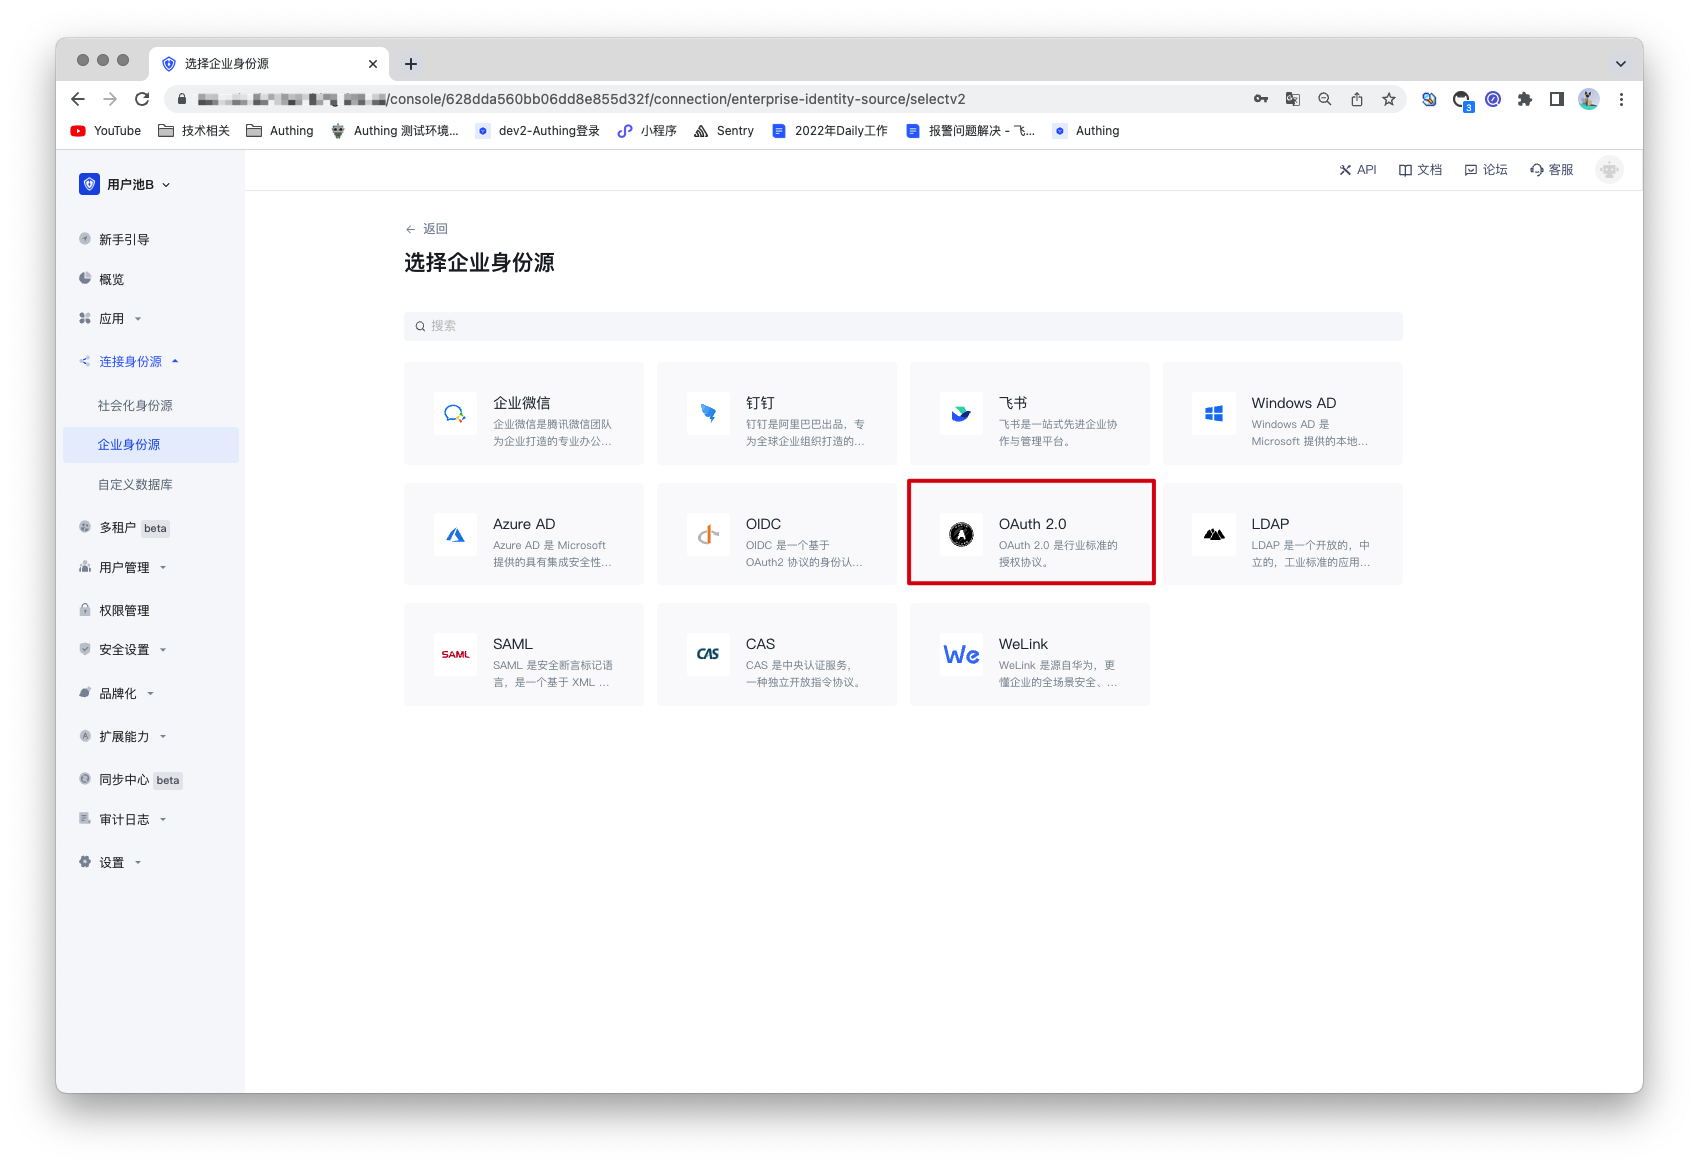 选择企业身份源
/console/628dda560bb06dd8e855d32f/connection/enterprise-identity-source/selectv2
3
YouTube
技术相关
Authing
Authing 测试环境...
dev2-Authing登录
小程序
Sentry
2022年Daily工作
报警问题解决 - 飞...
Authing
用户池B
API
文档
论坛
客服
新手引导
概览
应用
连接身份源
社会化身份源
企业身份源
自定义数据库
多租户 beta
用户管理
权限管理
安全设置
品牌化
扩展能力
同步中心 beta
审计日志
设置
返回
选择企业身份源
搜索
企业微信
企业微信是腾讯微信团队
为企业打造的专业办公...
钉钉
钉钉是阿里巴巴出品，专
为全球企业组织打造的...
飞书
飞书是一站式先进企业协
作与管理平台。
Windows AD
Windows AD 是
Microsoft 提供的本地...
Azure AD
Azure AD 是 Microsoft
提供的具有集成安全性...
OIDC
OIDC 是一个基于
OAuth2 协议的身份认...
OAuth 2.0
OAuth 2.0 是行业标准的
授权协议。
LDAP
LDAP 是一个开放的，中
立的，工业标准的应用...
SAML
SAML
SAML 是安全断言标记语
言，是一个基于 XML ...
CAS
CAS
CAS 是中央认证服务，
一种独立开放指令协议。
We
WeLink
WeLink 是源自华为，更
懂企业的全场景安全、...